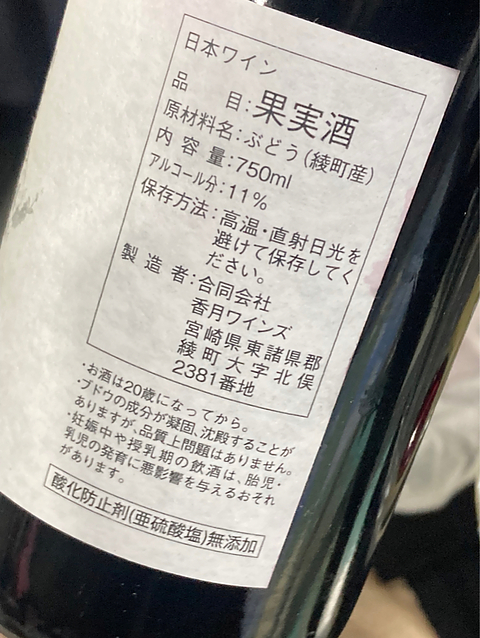 日本ワイン
品　目：果実酒
原材料名：ぶどう(綾町産)
内容量：750ml
アルコール分：11%
保存方法：高温・直射日光を
避けて保存してく
ださい。
製造者：合同会社
香月ワインズ
宮崎県東諸県郡
綾町大字北俣
2381番地
・お酒は20歳になってから。
・ブドウの成分が凝固、沈殿することが
ありますが、品質上問題はありません。
・妊娠中や授乳期の飲酒は、胎児・
乳児の発育に悪影響を与えるおそれ
があります。
酸化防止剤(亜硫酸塩)無添加